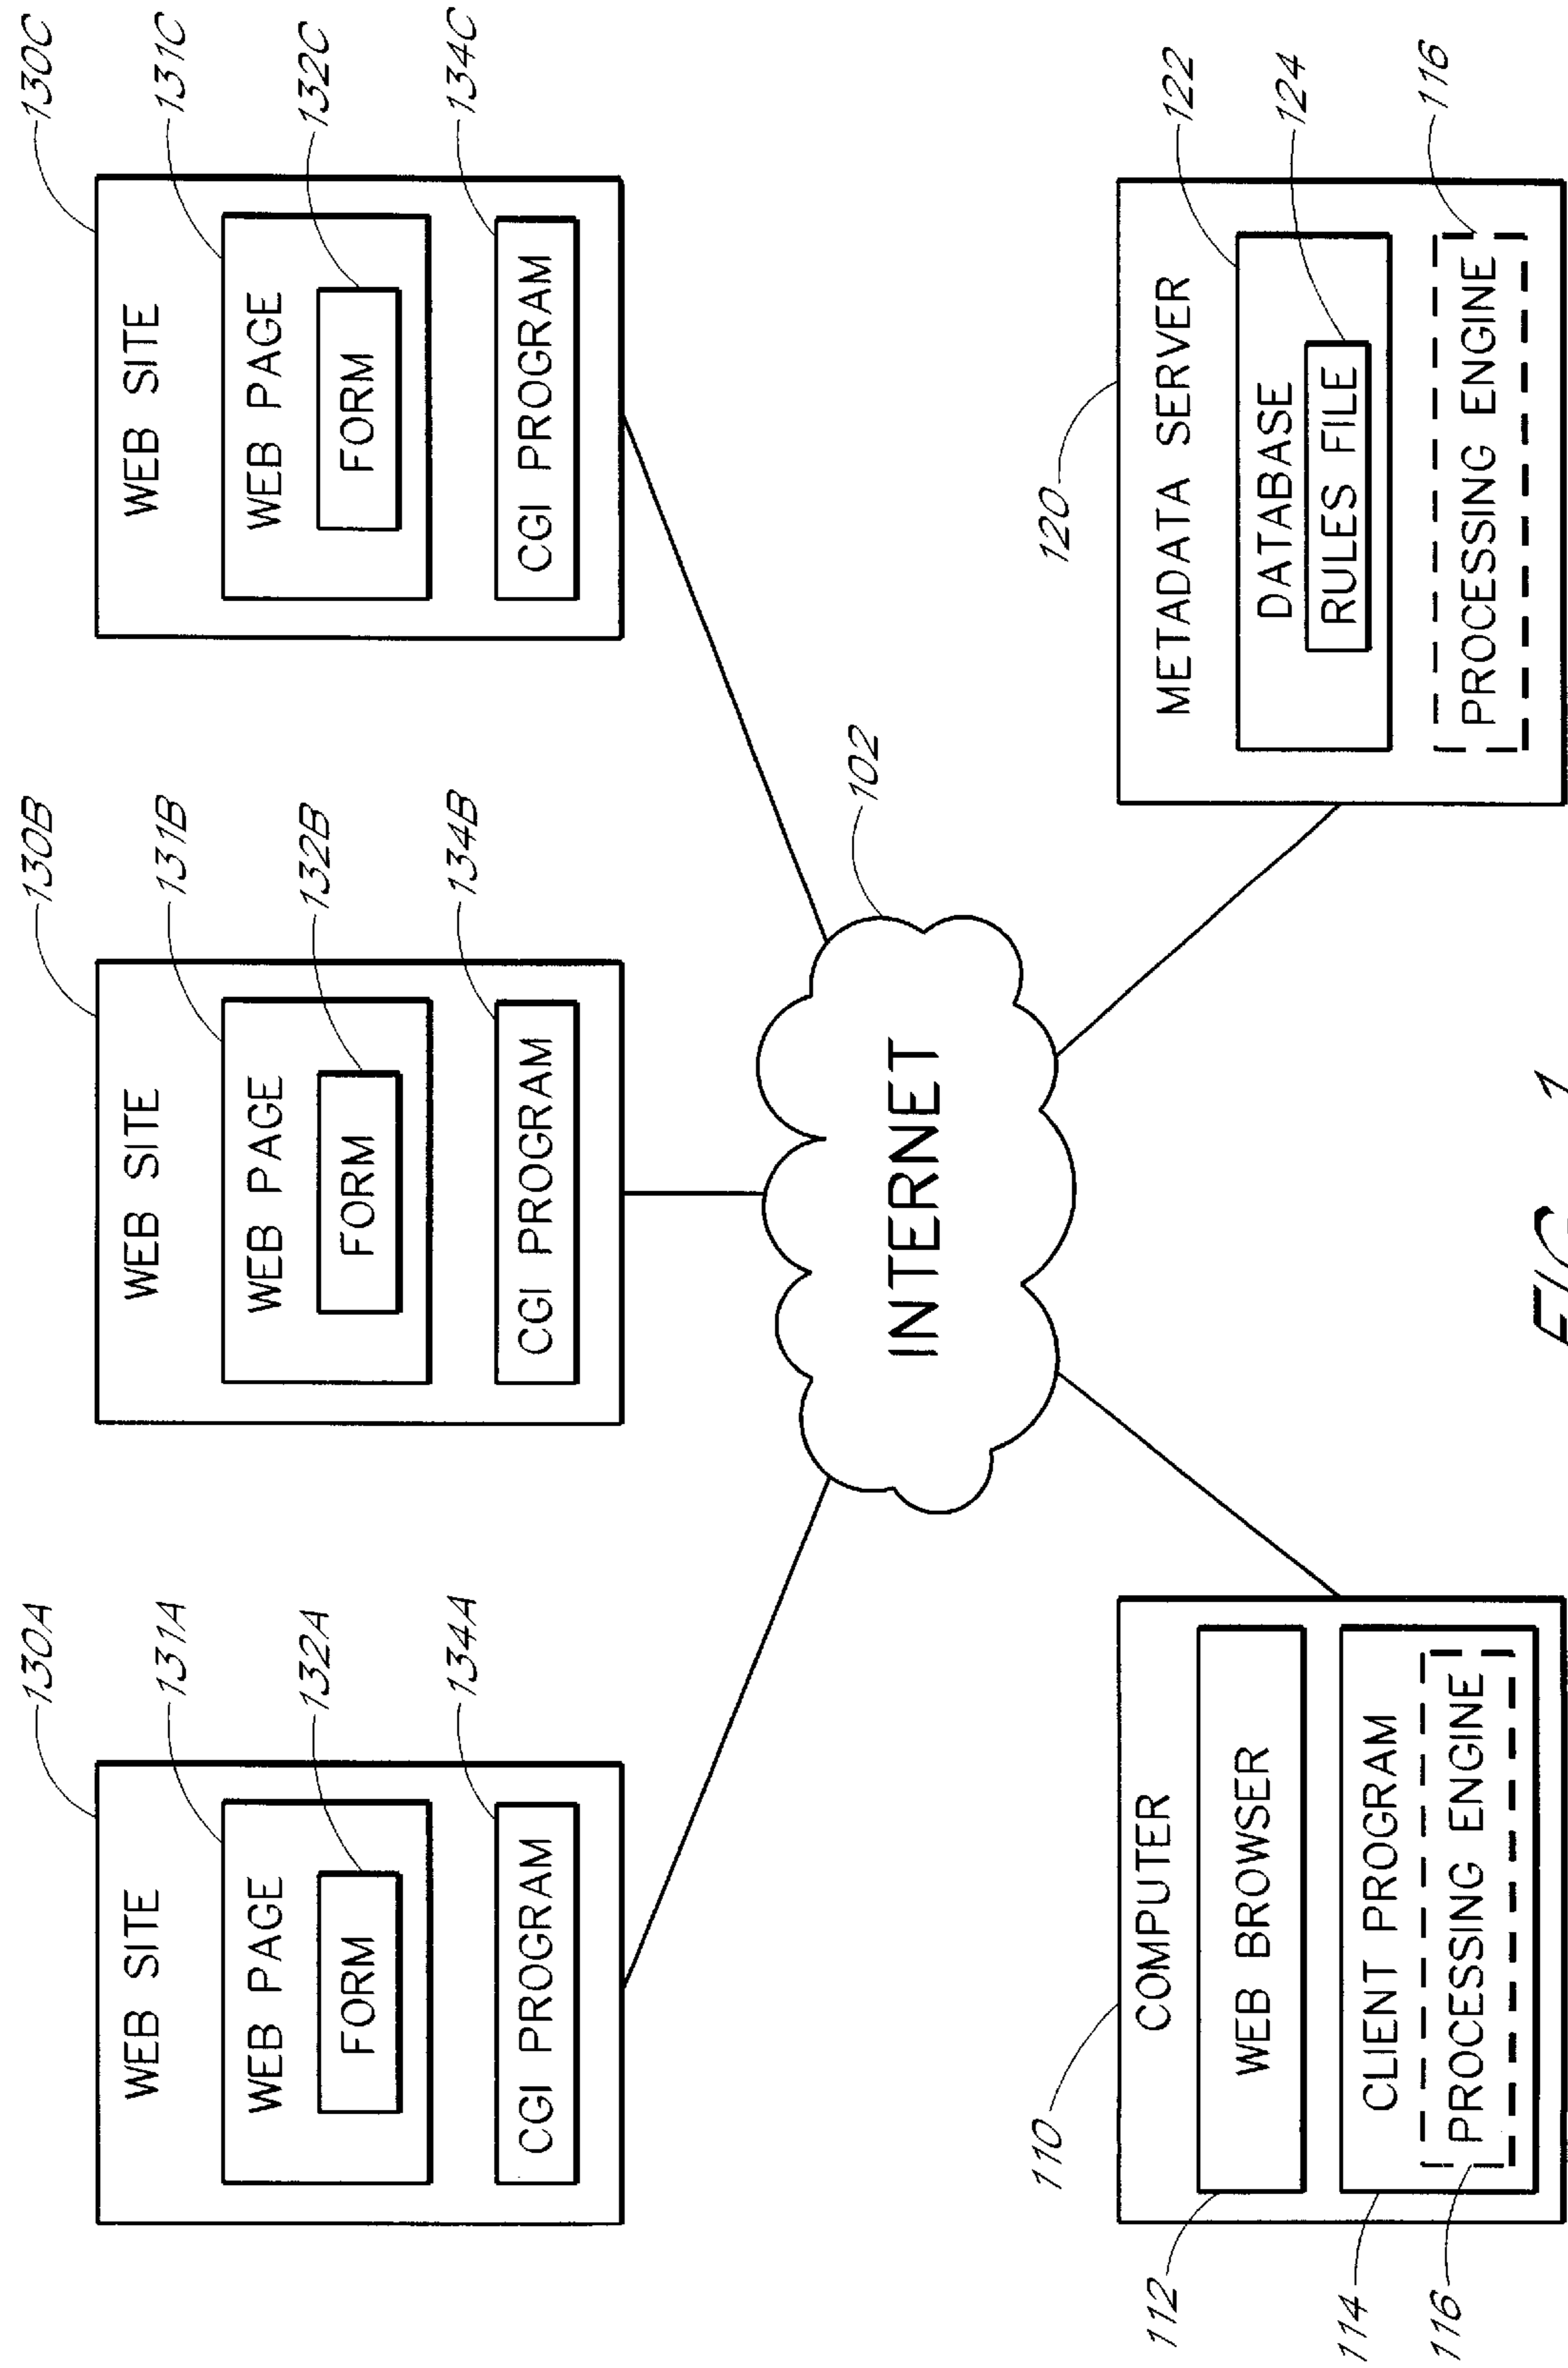 130A
WEB SITE
131A
WEB PAGE
132A
FORM
134A
CGI PROGRAM
130B
WEB SITE
131B
WEB PAGE
132B
FORM
134B
CGI PROGRAM
130C
WEB SITE
131C
WEB PAGE
132C
FORM
134C
CGI PROGRAM
102
INTERNET
110
COMPUTER
112
WEB BROWSER
114
CLIENT PROGRAM
116
PROCESSING ENGINE
120
METADATA SERVER
122
DATABASE
124
RULES FILE
116
PROCESSING ENGINE
FIG. 1